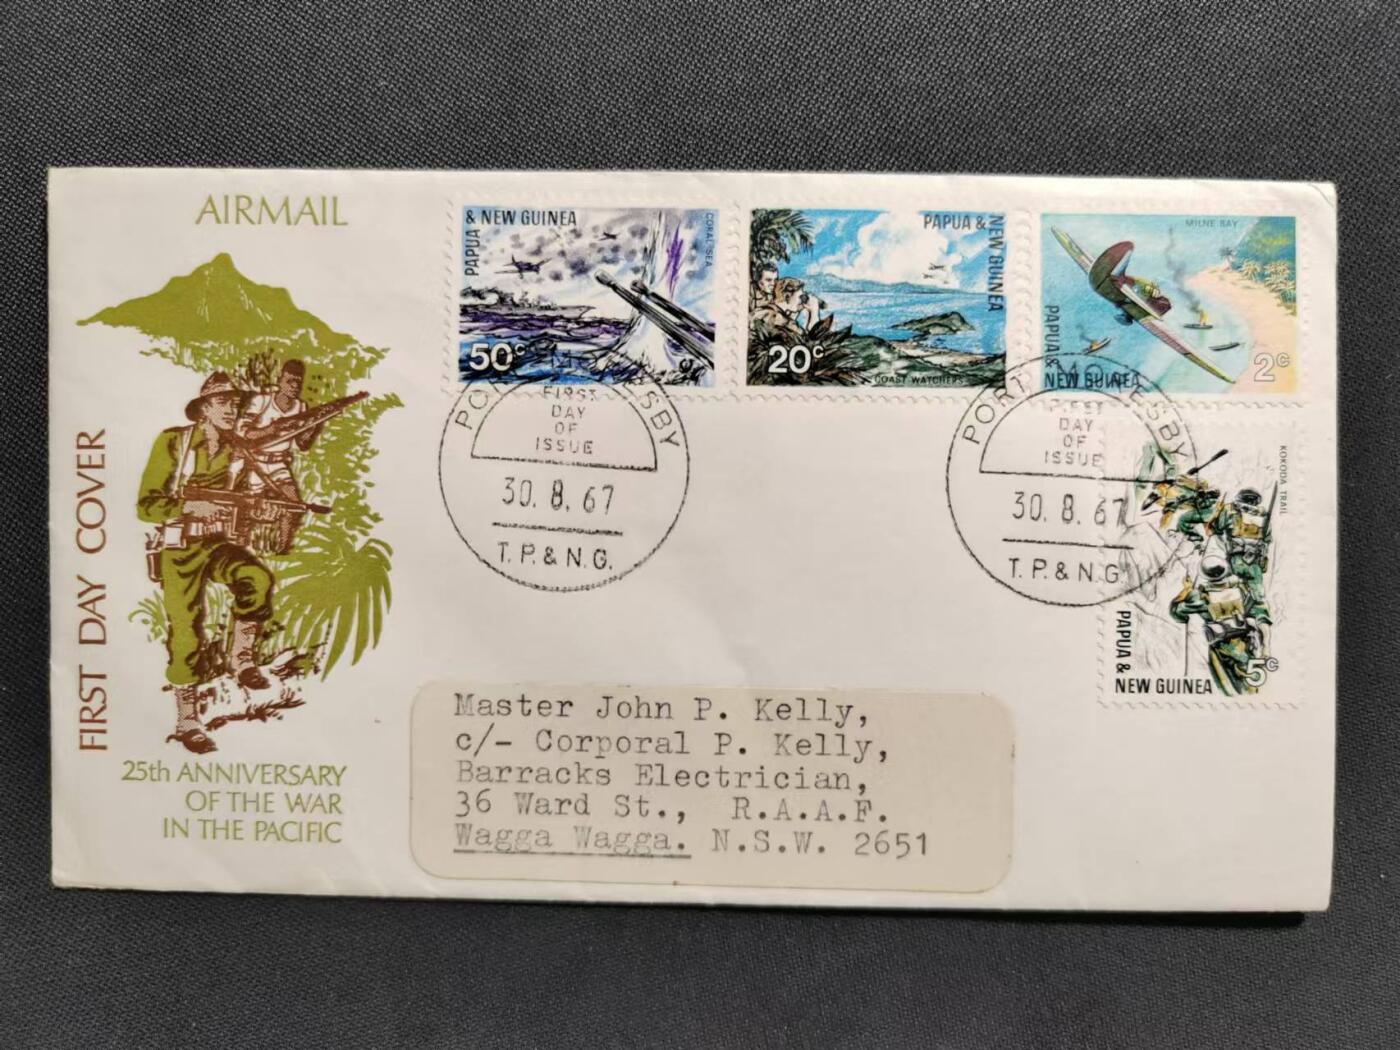 AIRMAIL
FIRST DAY COVER
25th ANNIVERSARY
OF THE WAR
IN THE PACIFIC
PAPUA
& NEW GUINEA
CORAL SEA
50c
PAPUA &
NEW GUINEA
20c
COAST WATCHERS
MILNE BAY
PAPUA &
NEW GUINEA
2c
KOKODA TRAIL
PAPUA &
NEW GUINEA
5c
PORT MORESBY
FIRST
DAY
OF
ISSUE
30. 8. 67
T.P.& N.G.
PORT MORESBY
FIRST
DAY
OF
ISSUE
30. 8. 67
T.P.& N.G.
Master John P. Kelly,
c/- Corporal P. Kelly,
Barracks Electrician,
36 Ward St., R.A.A.F.
Wagga Wagga. N.S.W. 2651